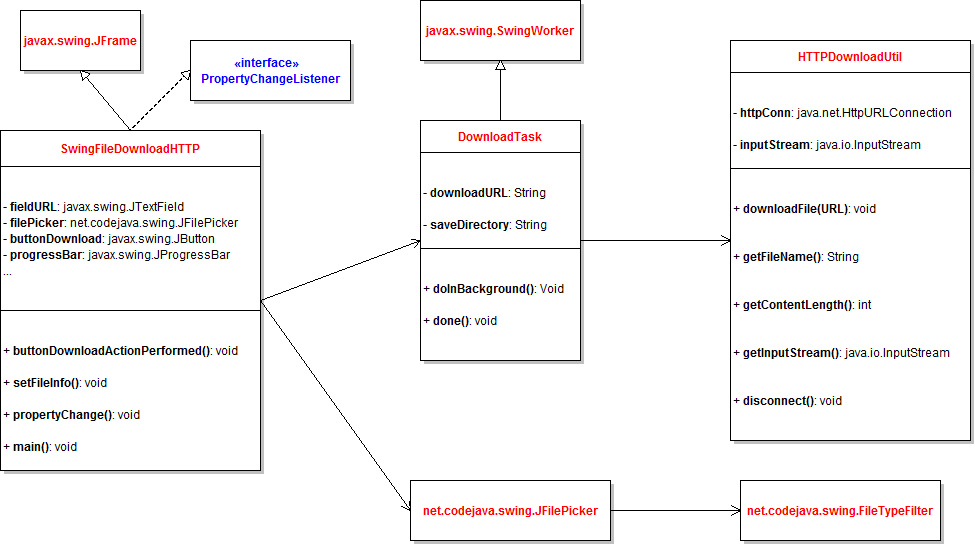 javax.swing.JFrame
«interface»
PropertyChangeListener
javax.swing.SwingWorker
SwingFileDownloadHTTP
- fieldURL: javax.swing.JTextField
- filePicker: net.codejava.swing.JFilePicker
- buttonDownload: javax.swing.JButton
- progressBar: javax.swing.JProgressBar
...
+ buttonDownloadActionPerformed(): void
+ setFileInfo(): void
+ propertyChange(): void
+ main(): void
DownloadTask
- downloadURL: String
- saveDirectory: String
+ doInBackground(): Void
+ done(): void
HTTPDownloadUtil
- httpConn: java.net.HttpURLConnection
- inputStream: java.io.InputStream
+ downloadFile(URL): void
+ getFileName(): String
+ getContentLength(): int
+ getInputStream(): java.io.InputStream
+ disconnect(): void
net.codejava.swing.JFilePicker
net.codejava.swing.FileTypeFilter